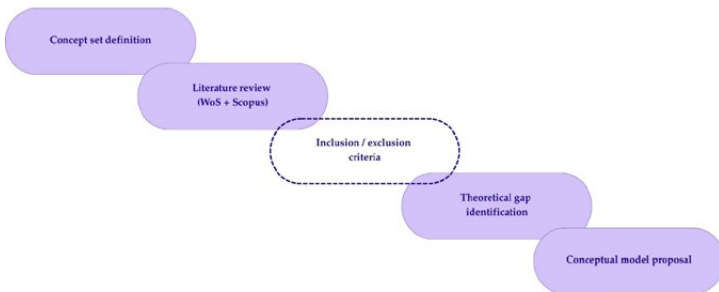 Concept set definition
Literature review
(WoS + Scopus)
Inclusion / exclusion
criteria
Theoretical gap
identification
Conceptual model proposal